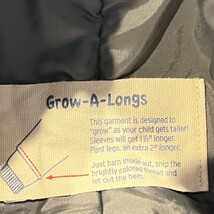 Grow-A-Longs
This garment is designed to
"grow" as your child gets taller!
Sleeves will get 1½" longer.
Pant legs, an extra 2" longer.
Just turn inside out, snip the
brightly colored thread and
let out the hem.